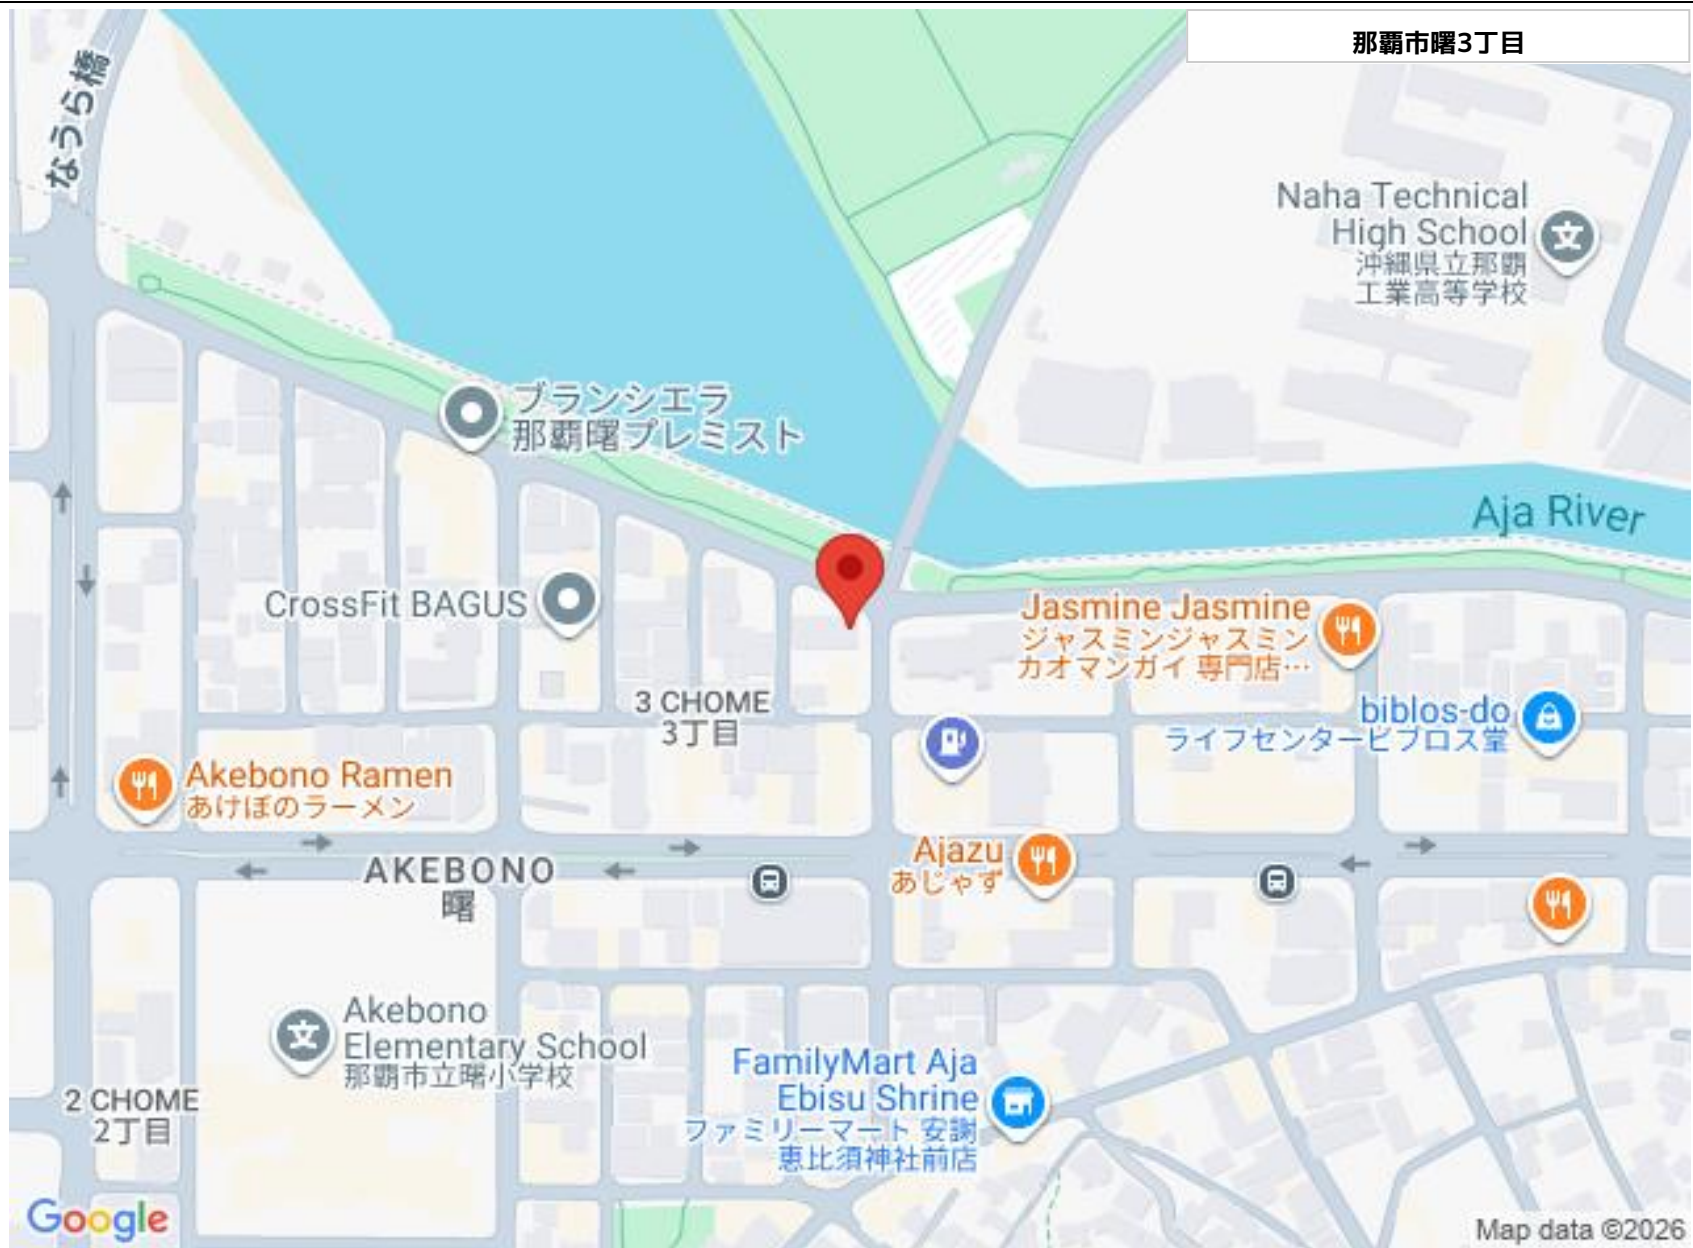 那覇市曙3丁目
なうら橋
Naha Technical
High School
沖縄県立那覇
工業高等学校
ブランシエラ
那覇曙プレミスト
Aja River
CrossFit BAGUS
Jasmine Jasmine
ジャスミンジャスミン
カオマンガイ 専門店…
3 CHOME
3丁目
biblos-do
ライフセンタービブロス堂
Akebono Ramen
あけぼのラーメン
Ajazu
あじゃず
AKEBONO
曙
Akebono
Elementary School
那覇市立曙小学校
FamilyMart Aja
Ebisu Shrine
ファミリーマート 安謝
恵比須神社前店
2 CHOME
2丁目
Google
Map data ©2026